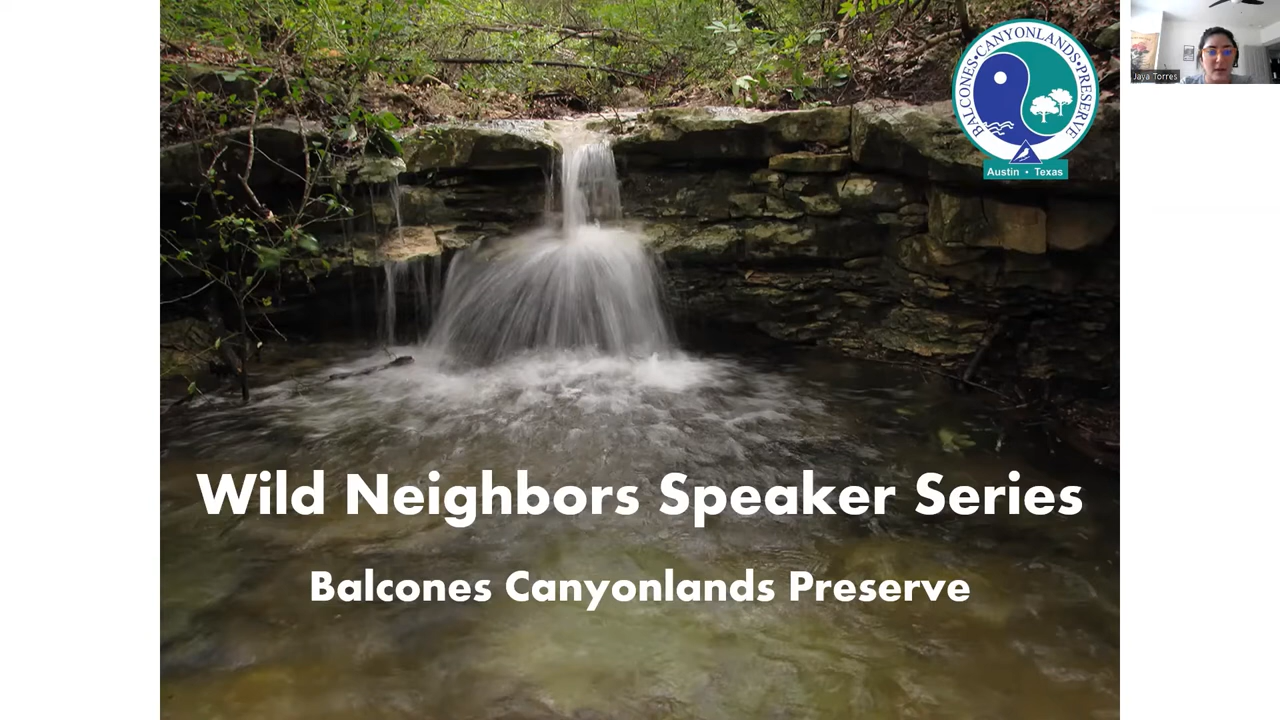 BALCONES•CANYONLANDS•PRESERVE
Austin • Texas
Jaya Torres
Wild Neighbors Speaker Series
Balcones Canyonlands Preserve